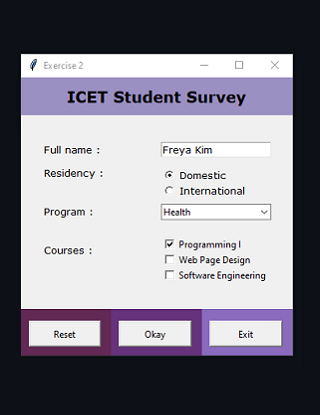 Exercise 2
ICET Student Survey
Full name : Freya Kim
Residency : Domestic
International
Program : Health
Courses : Programming I
Web Page Design
Software Engineering
Reset Okay Exit